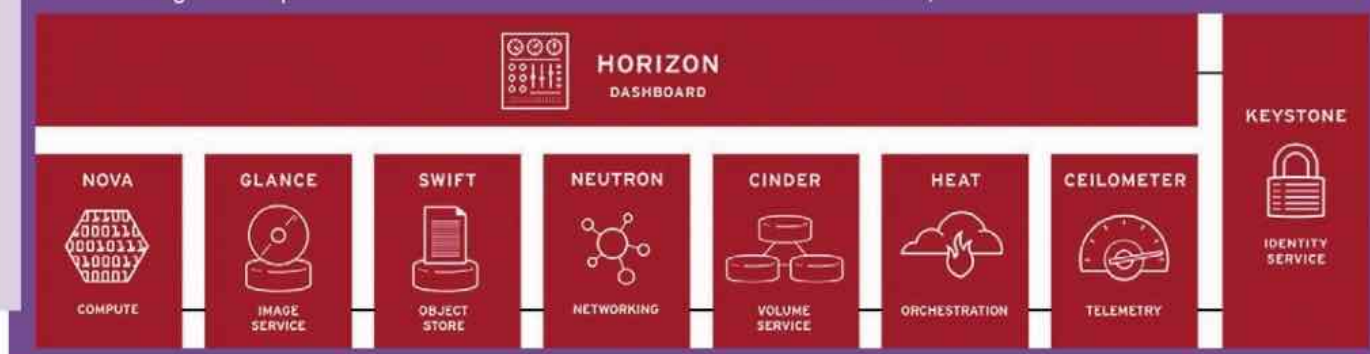 HORIZON
DASHBOARD
KEYSTONE
IDENTITY
SERVICE
NOVA
COMPUTE
GLANCE
IMAGE
SERVICE
SWIFT
OBJECT
STORE
NEUTRON
NETWORKING
CINDER
VOLUME
SERVICE
HEAT
ORCHESTRATION
CEILOMETER
TELEMETRY